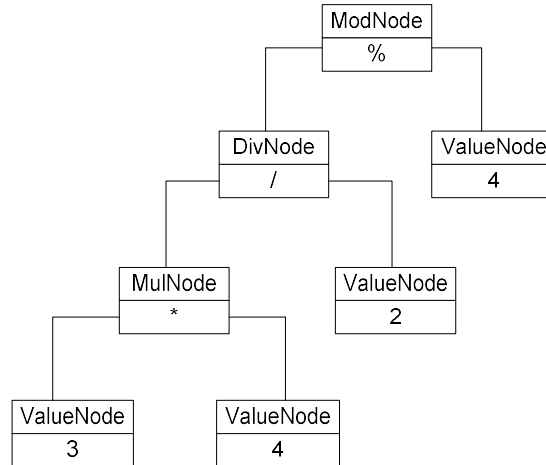 ModNode
%
DivNode
/
ValueNode
4
MulNode
*
ValueNode
2
ValueNode
3
ValueNode
4